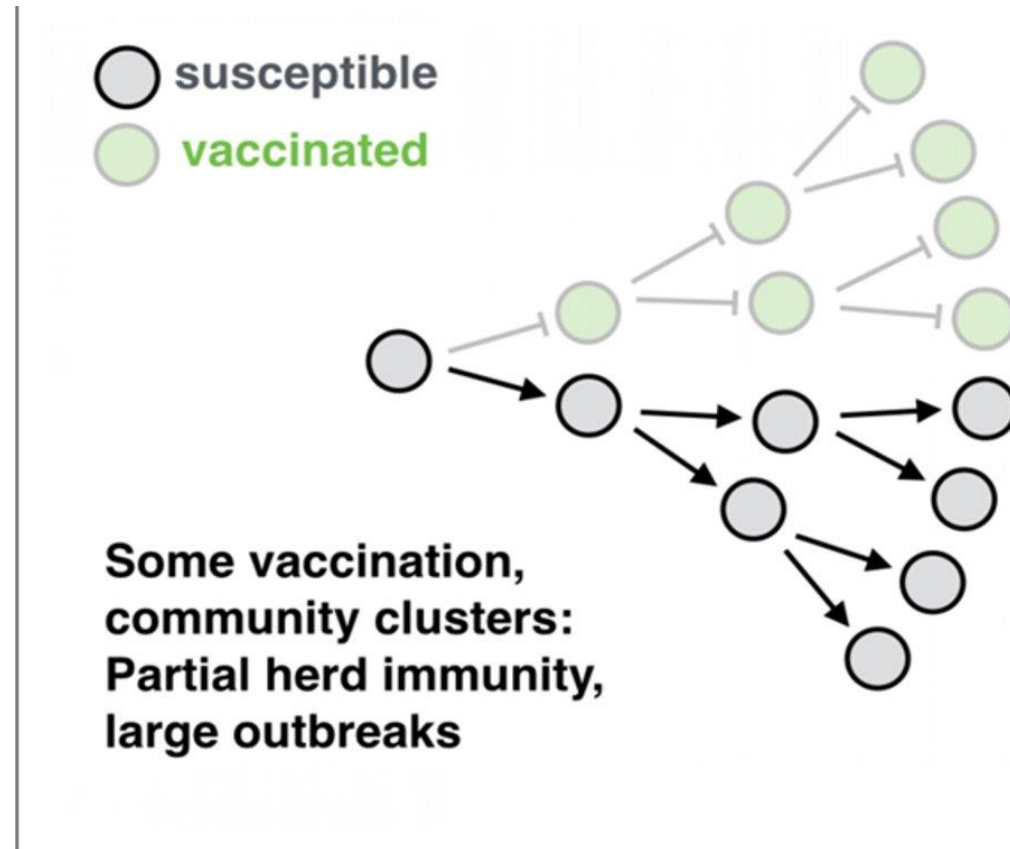 susceptible
vaccinated
Some vaccination,
community clusters:
Partial herd immunity,
large outbreaks